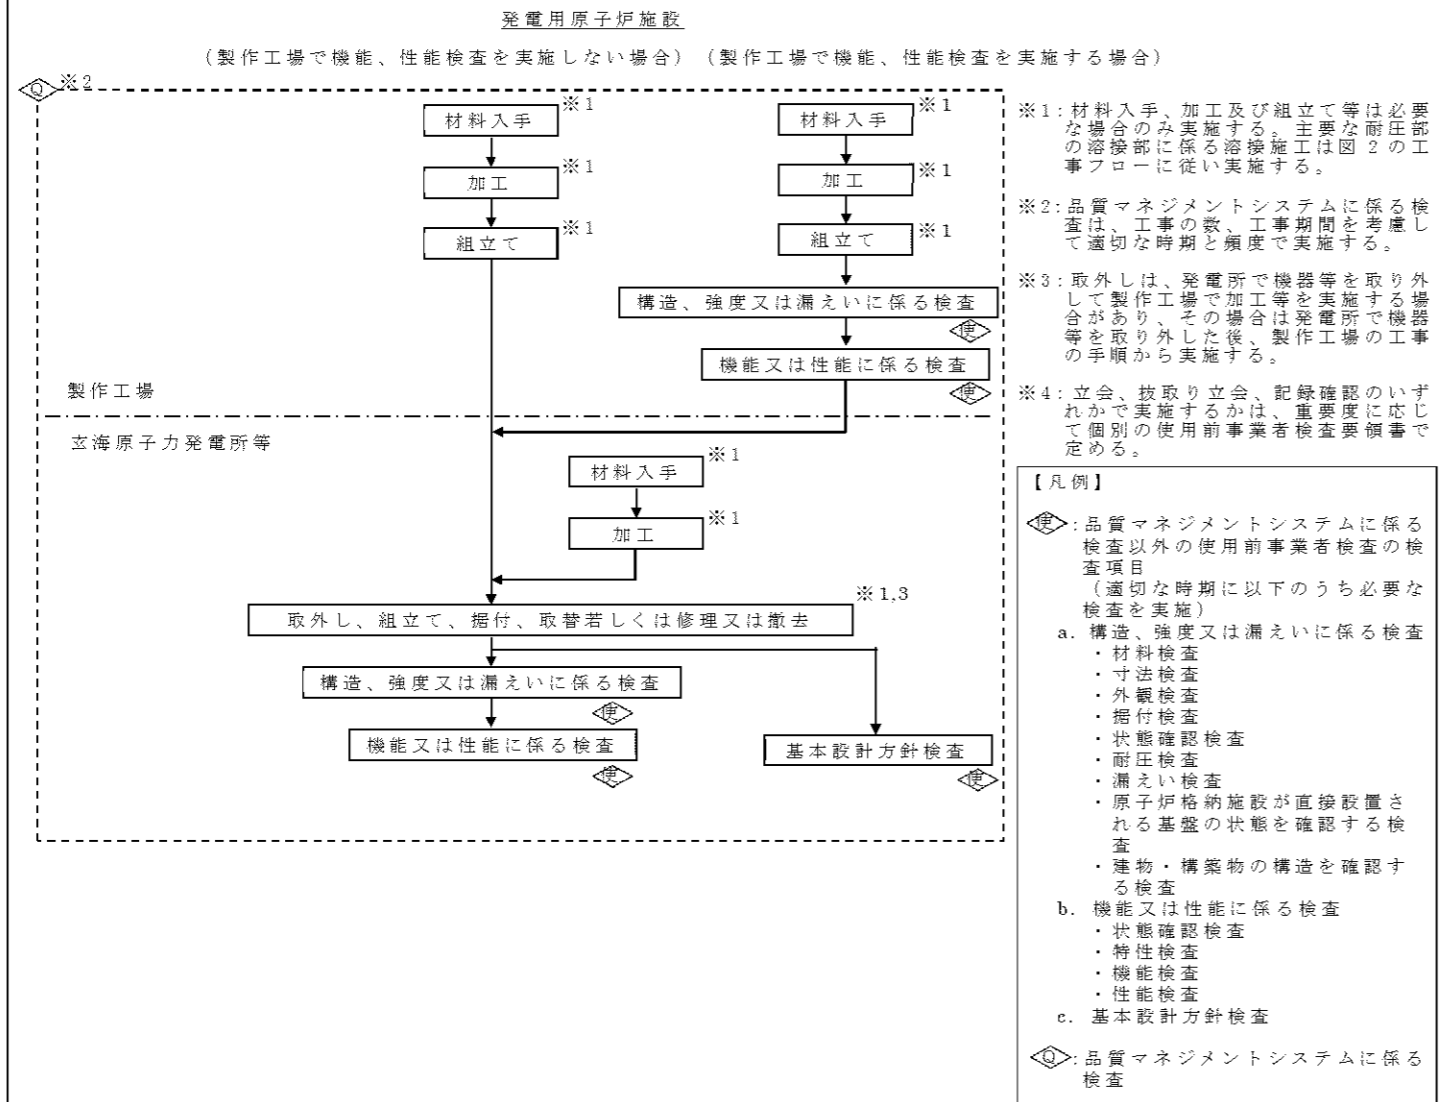 発電用原子炉施設
（製作工場で機能、性能検査を実施しない場合）（製作工場で機能、性能検査を実施する場合）
Q ※2
材料入手 ※1
加工 ※1
組立て ※1
材料入手 ※1
加工 ※1
組立て ※1
構造、強度又は漏えいに係る検査
使
機能又は性能に係る検査
使
製作工場
玄海原子力発電所等
材料入手 ※1
加工 ※1
取外し、組立て、据付、取替若しくは修理又は撤去 ※1,3
構造、強度又は漏えいに係る検査
使
機能又は性能に係る検査
使
基本設計方針検査
使
※1:材料入手、加工及び組立て等は必要
な場合のみ実施する。主要な耐圧部
の溶接部に係る溶接施工は図2の工
事フローに従い実施する。
※2:品質マネジメントシステムに係る検
査は、工事の数、工事期間を考慮し
て適切な時期と頻度で実施する。
※3:取外しは、発電所で機器等を取り外
して製作工場で加工等を実施する場
合があり、その場合は発電所で機器
等を取り外した後、製作工場の工事
の手順から実施する。
※4:立会、抜取り立会、記録確認のいず
れかで実施するかは、重要度に応じ
て個別の使用前事業者検査要領書で
定める。
【凡例】
使:品質マネジメントシステムに係る
検査以外の使用前事業者検査の検
査項目
（適切な時期に以下のうち必要な
検査を実施）
a. 構造、強度又は漏えいに係る検査
・材料検査
・寸法検査
・外観検査
・据付検査
・状態確認検査
・耐圧検査
・漏えい検査
・原子炉格納施設が直接設置さ
れる基盤の状態を確認する検
査
・建物・構築物の構造を確認す
る検査
b. 機能又は性能に係る検査
・状態確認検査
・特性検査
・機能検査
・性能検査
c. 基本設計方針検査
Q:品質マネジメントシステムに係る
検査